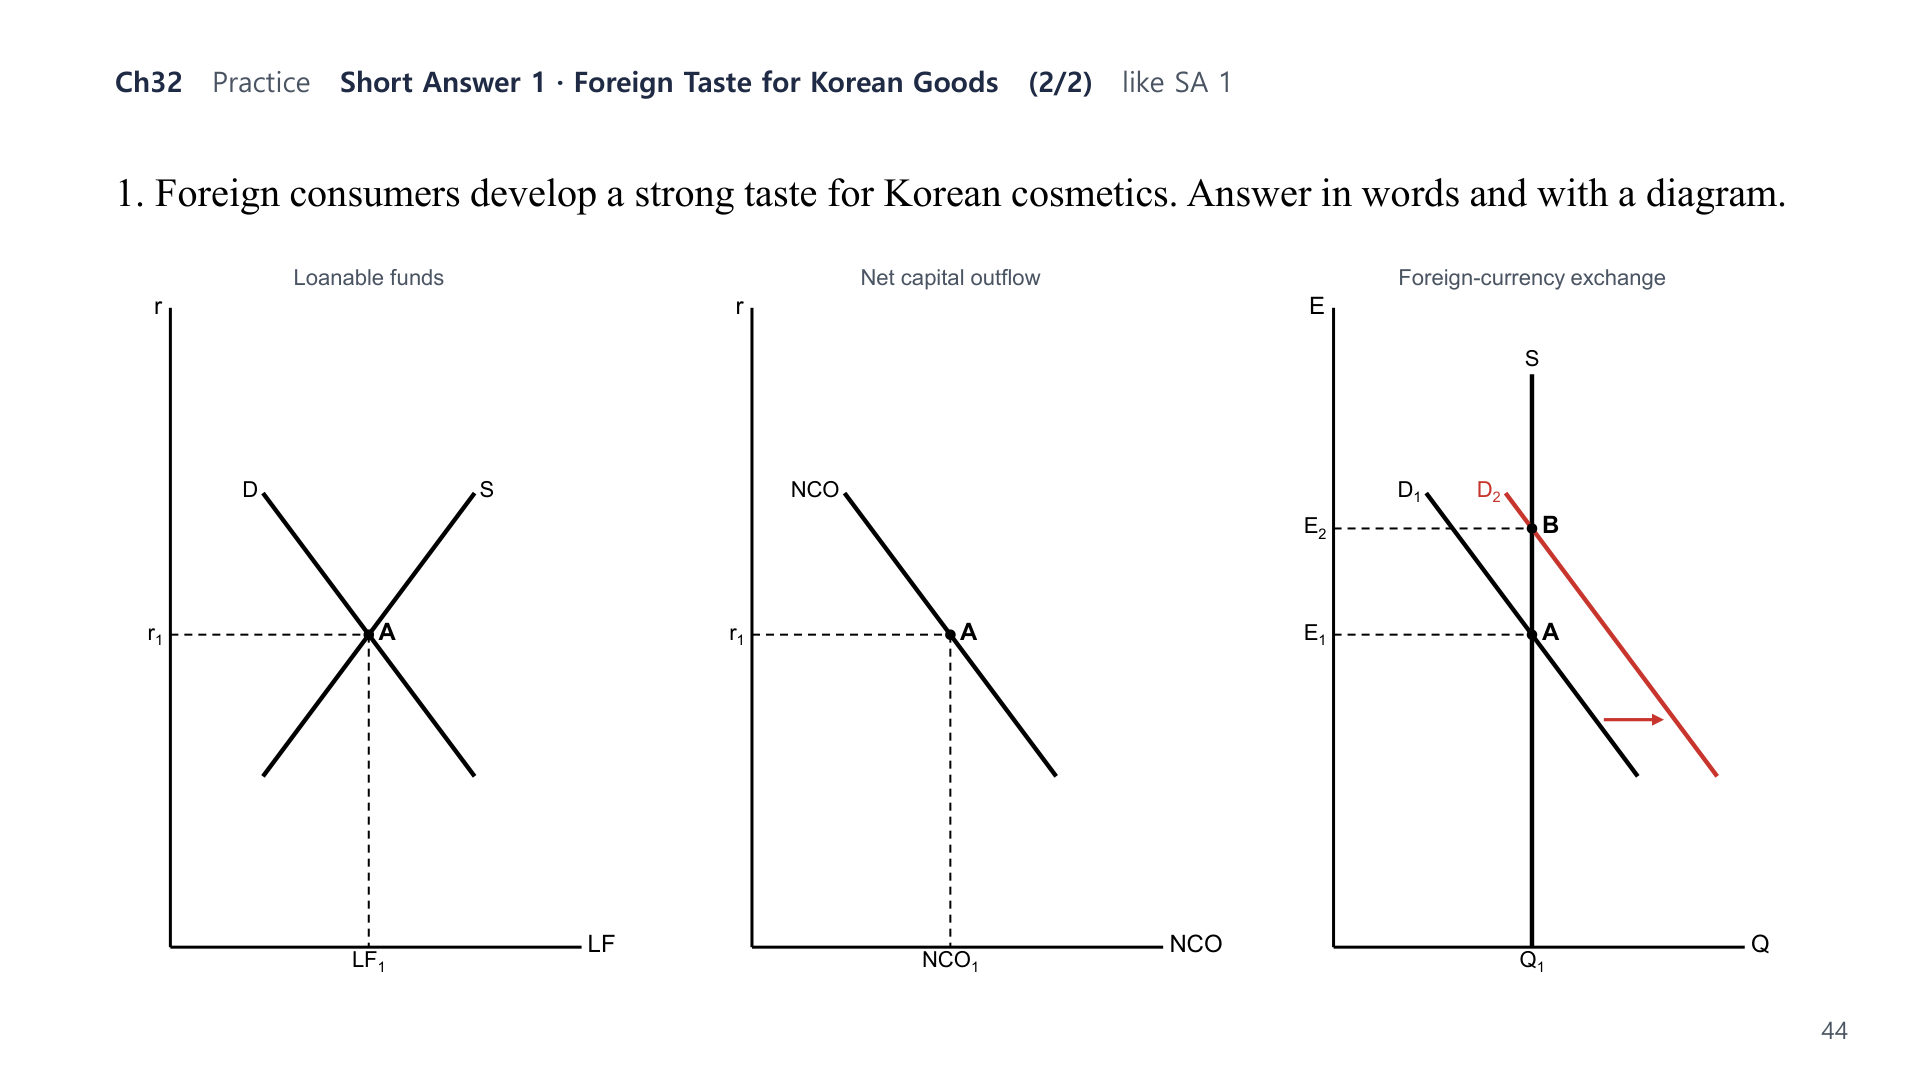 Ch32 Practice Short Answer 1 · Foreign Taste for Korean Goods (2/2) like SA 1
1. Foreign consumers develop a strong taste for Korean cosmetics. Answer in words and with a diagram.
Loanable funds
r
D
S
r1
A
LF
LF1
Net capital outflow
r
NCO
r1
A
NCO
NCO1
Foreign-currency exchange
E
S
D1
D2
E2
B
E1
A
Q
Q1
44